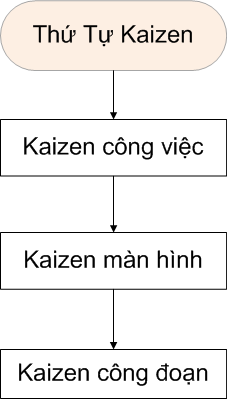 Thứ Tự Kaizen
Kaizen công việc
Kaizen màn hình
Kaizen công đoạn